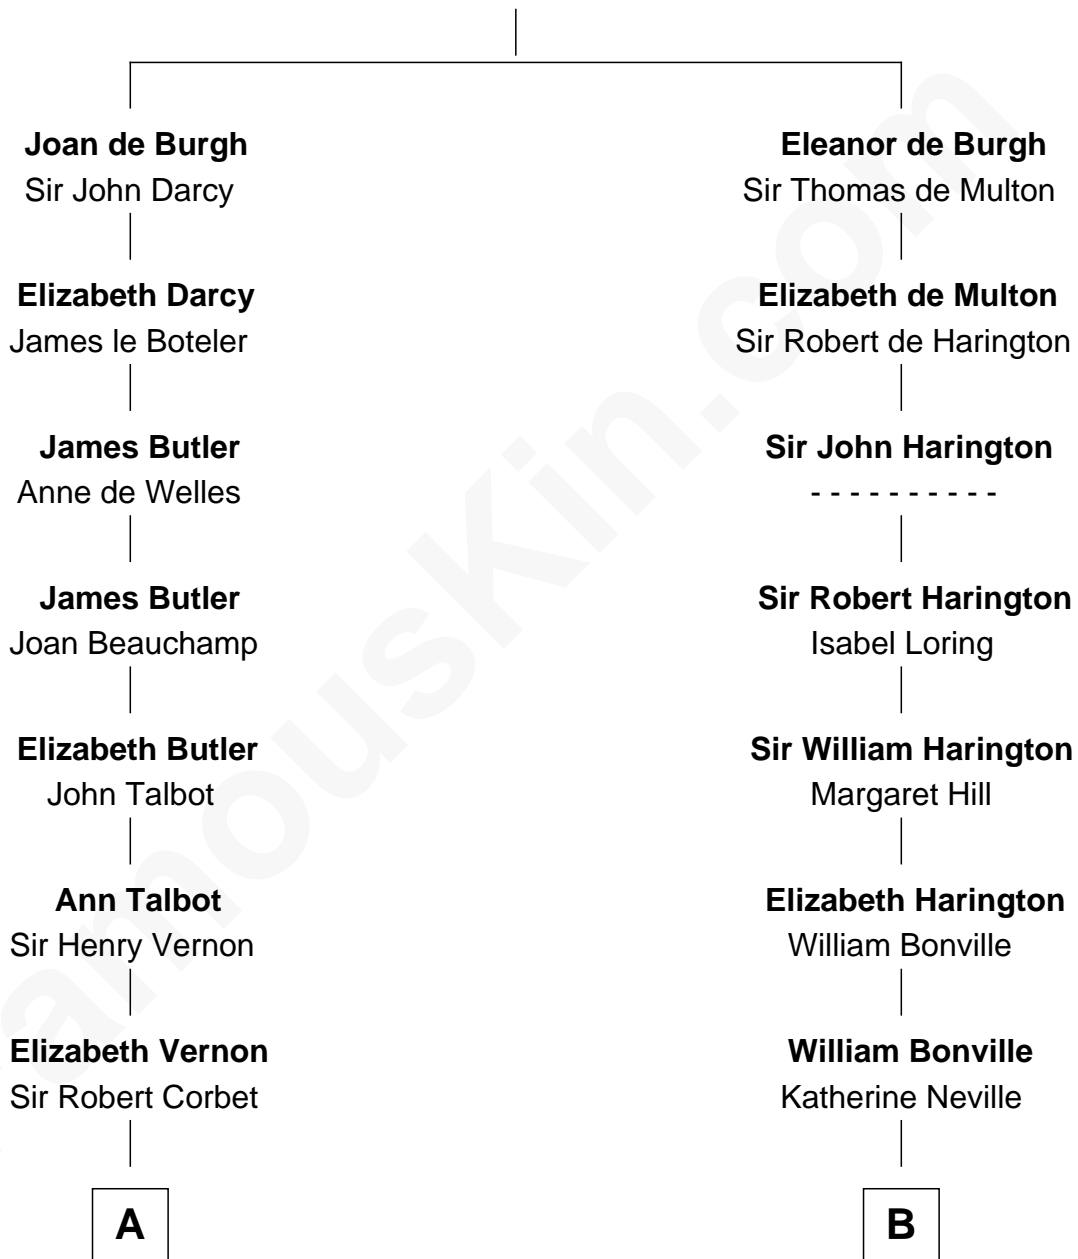 Joan de Burgh
Sir John Darcy
Elizabeth Darcy
James le Boteler
James Butler
Anne de Welles
James Butler
Joan Beauchamp
Elizabeth Butler
John Talbot
Ann Talbot
Sir Henry Vernon
Elizabeth Vernon
Sir Robert Corbet
A
Eleanor de Burgh
Sir Thomas de Multon
Elizabeth de Multon
Sir Robert de Harington
Sir John Harington
- - - - - - - - - -
Sir Robert Harington
Isabel Loring
Sir William Harington
Margaret Hill
Elizabeth Harington
William Bonville
William Bonville
Katherine Neville
B
amousKin.com